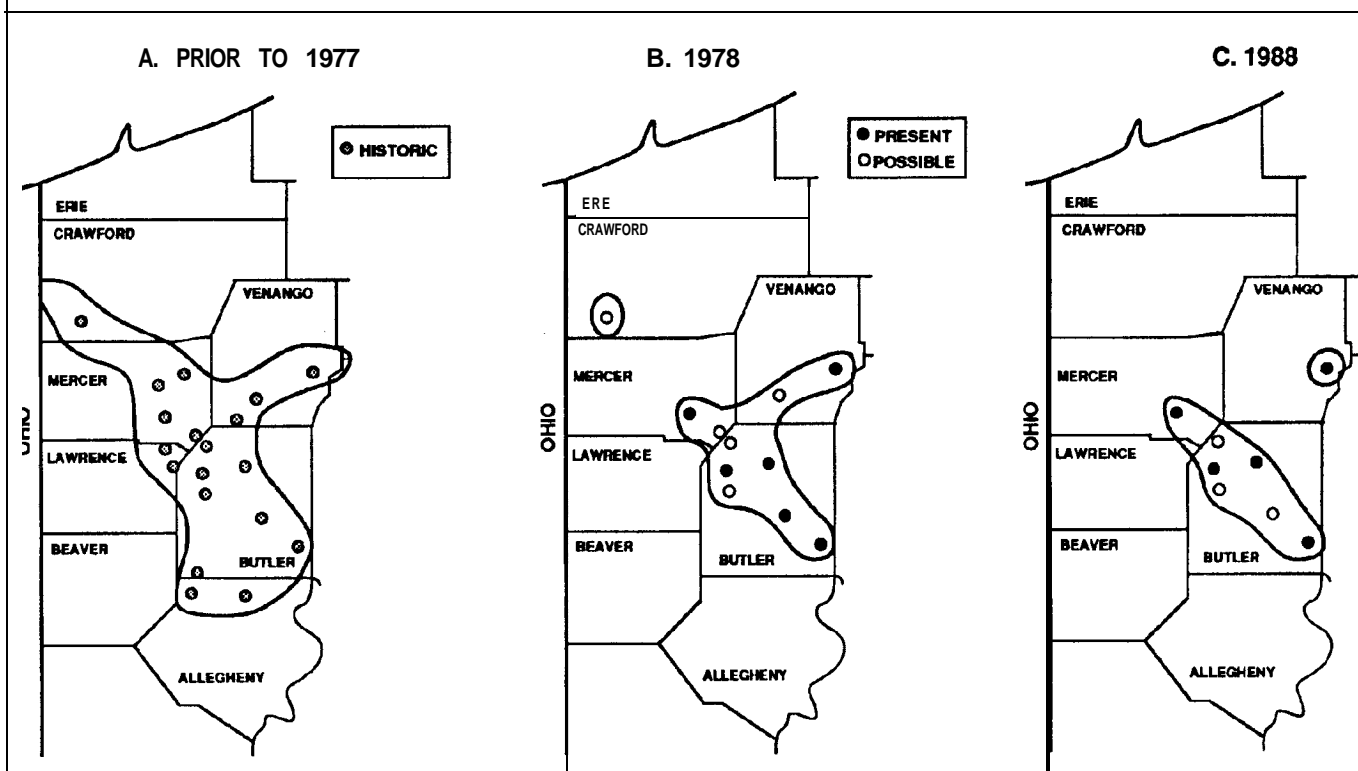 A. PRIOR TO 1977
HISTORIC
ERIE
CRAWFORD
VENANGO
MERCER
OHIO
LAWRENCE
BEAVER
BUTLER
ALLEGHENY
B. 1978
PRESENT
POSSIBLE
ERE
CRAWFORD
VENANGO
MERCER
OHIO
LAWRENCE
BEAVER
BUTLER
ALLEGHENY
C. 1988
ERIE
CRAWFORD
VENANGO
MERCER
OHIO
LAWRENCE
BEAVER
BUTLER
ALLEGHENY